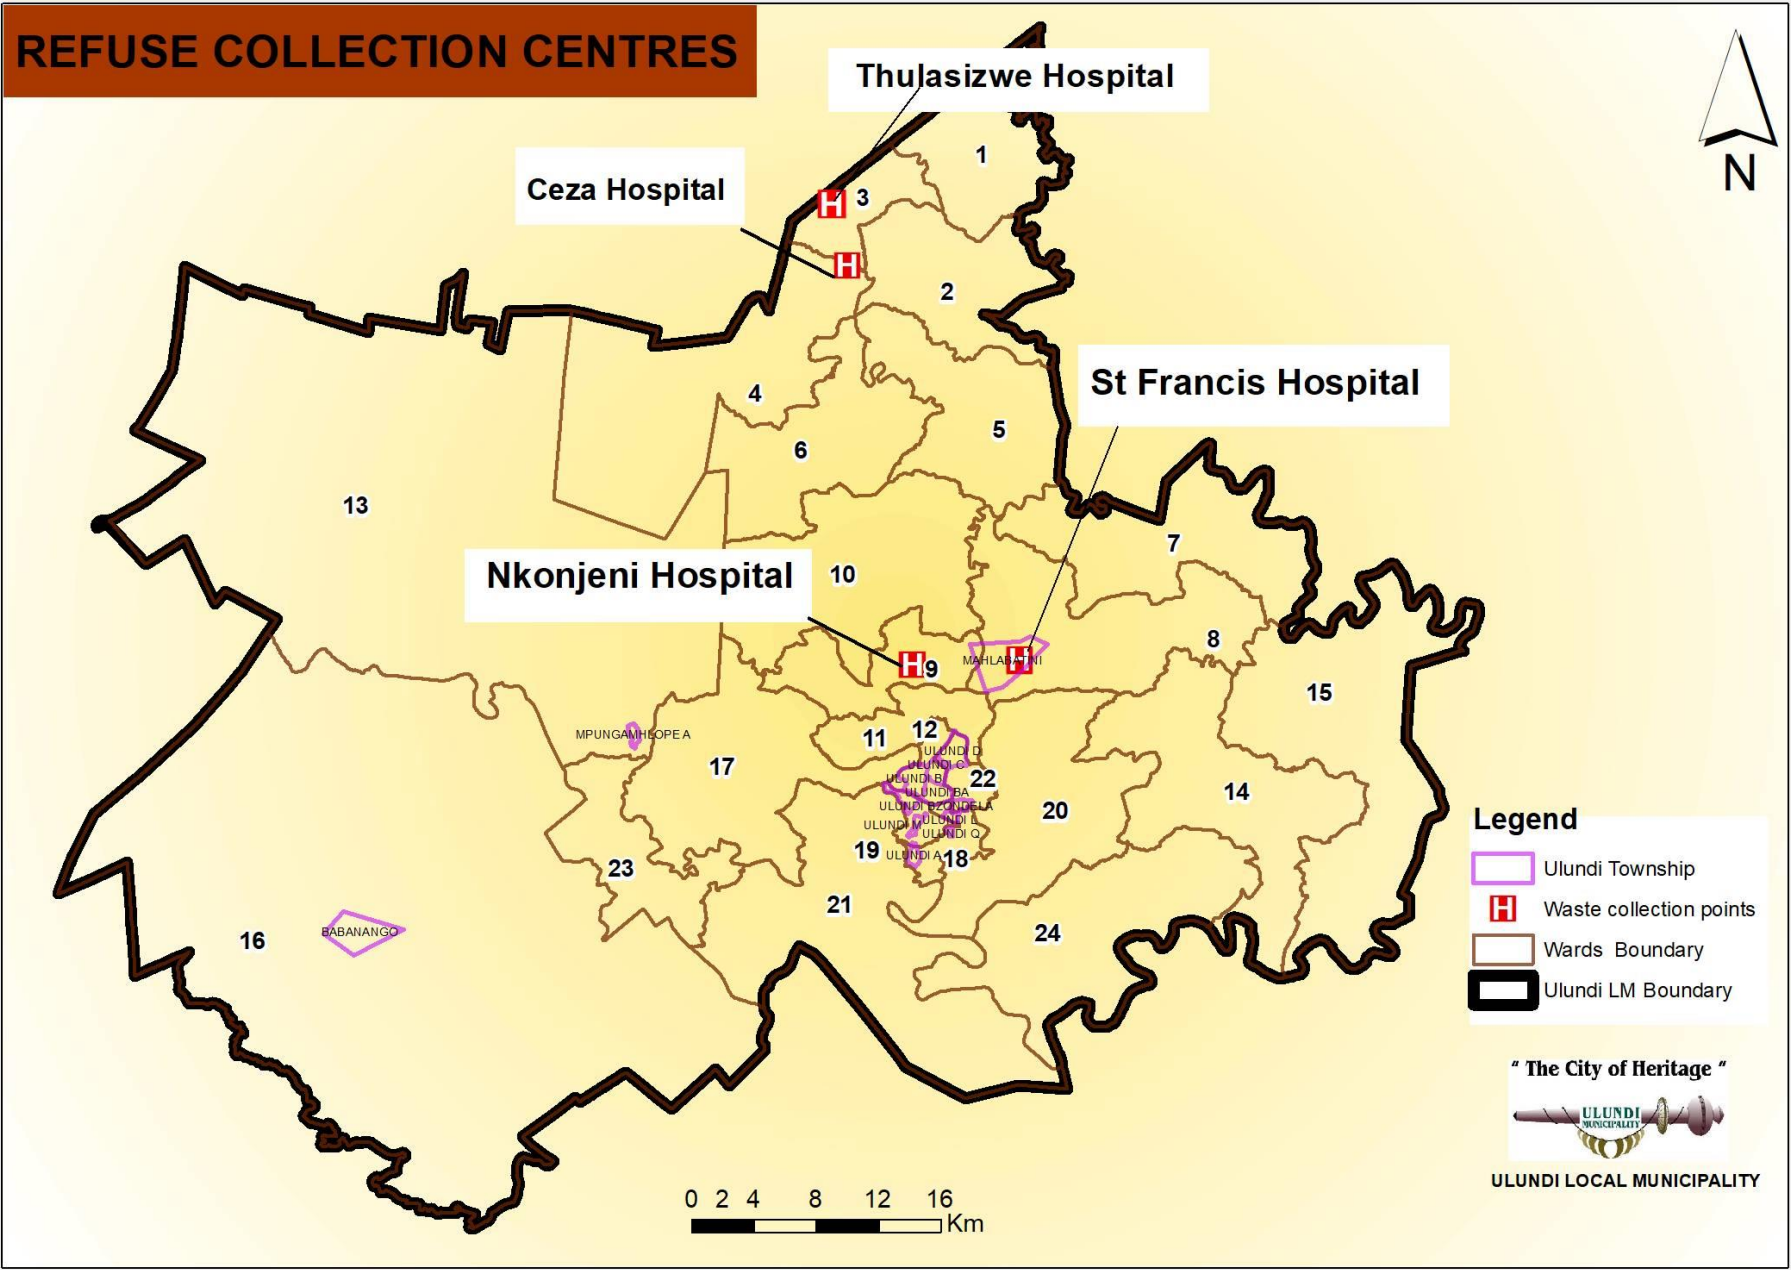 REFUSE COLLECTION CENTRES
Thulasizwe Hospital
N
Ceza Hospital
1
H 3
H
2
St Francis Hospital
4
5
6
13
7
Nkonjeni Hospital
10
8
H 9
MAHLABATINI
H
15
MPUNGAMHLOPE A
11
12
17
ULUNDI D
ULUNDI C
ULUNDI B
22
ULUNDI BA
14
ULUNDI BZONDELA
20
ULUNDI M
ULUNDI L
ULUNDI Q
19
ULUNDI A
18
23
21
16
BABANANGO
24
Legend
Ulundi Township
H Waste collection points
Wards Boundary
Ulundi LM Boundary
" The City of Heritage "
ULUNDI
MUNICIPALITY
ULUNDI LOCAL MUNICIPALITY
0 2 4 8 12 16
Km